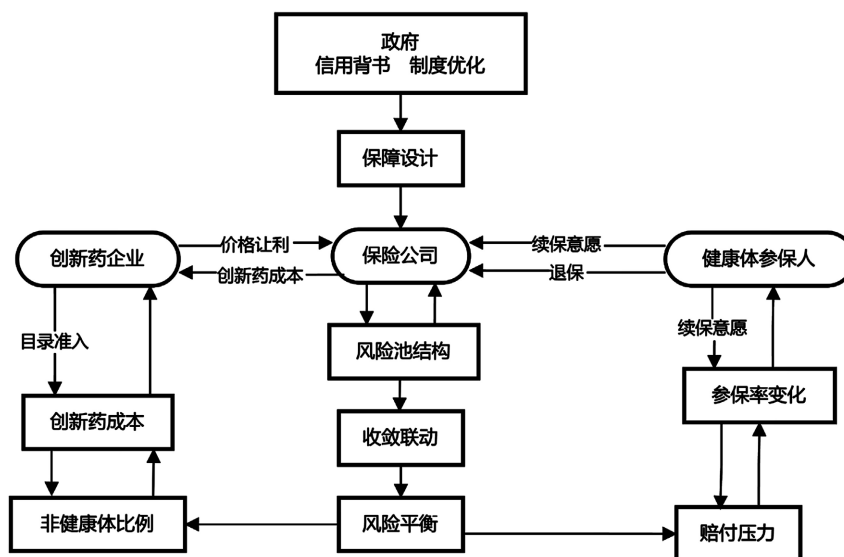 政府
信用背书 制度优化
保障设计
创新药企业
价格让利
创新药成本
保险公司
续保意愿
退保
健康体参保人
目录准入
风险池结构
续保意愿
创新药成本
收敛联动
参保率变化
非健康体比例
风险平衡
赔付压力